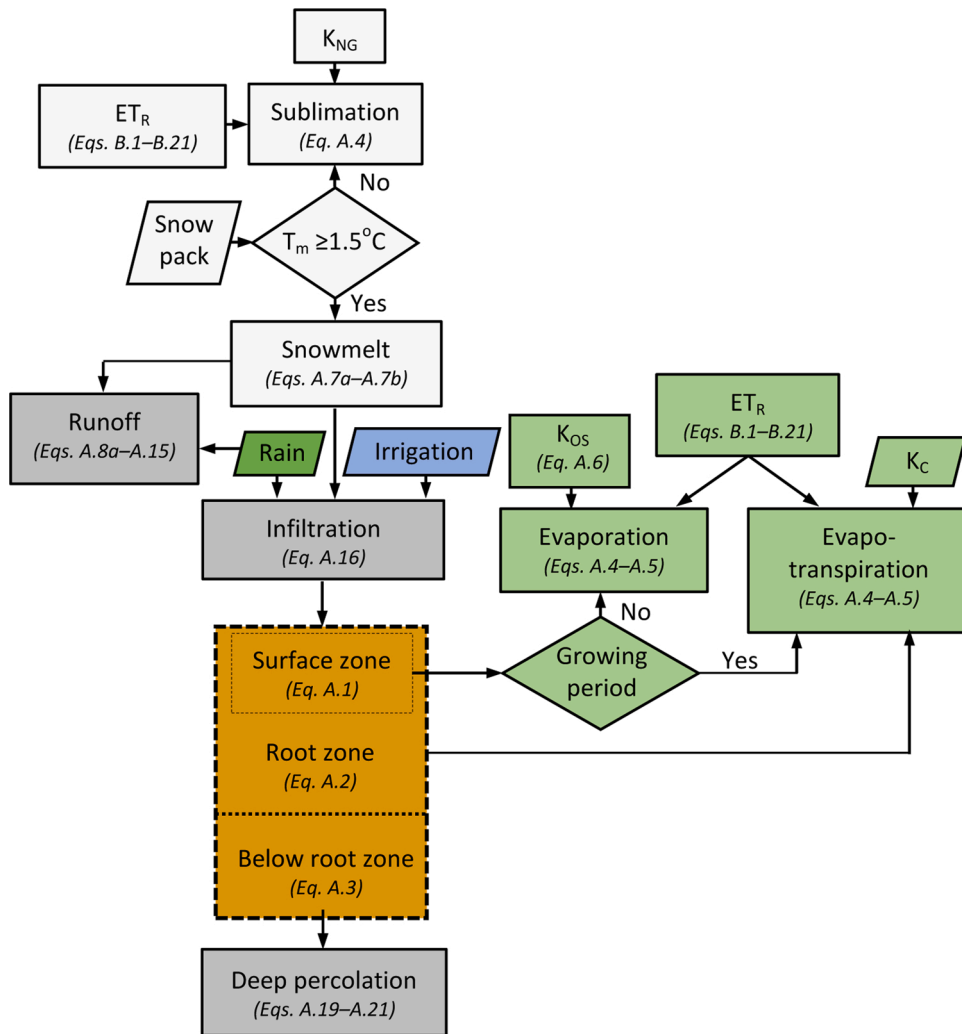 K_NG
ET_R
(Eqs. B.1–B.21)
Sublimation
(Eq. A.4)
No
Snow
pack
T_m ≥1.5°C
Yes
Snowmelt
(Eqs. A.7a–A.7b)
Runoff
(Eqs. A.8a–A.15)
Rain
Irrigation
K_OS
(Eq. A.6)
ET_R
(Eqs. B.1–B.21)
K_C
Infiltration
(Eq. A.16)
Evaporation
(Eqs. A.4–A.5)
Evapo-
transpiration
(Eqs. A.4–A.5)
No
Surface zone
(Eq. A.1)
Growing
period
Yes
Root zone
(Eq. A.2)
Below root zone
(Eq. A.3)
Deep percolation
(Eqs. A.19–A.21)